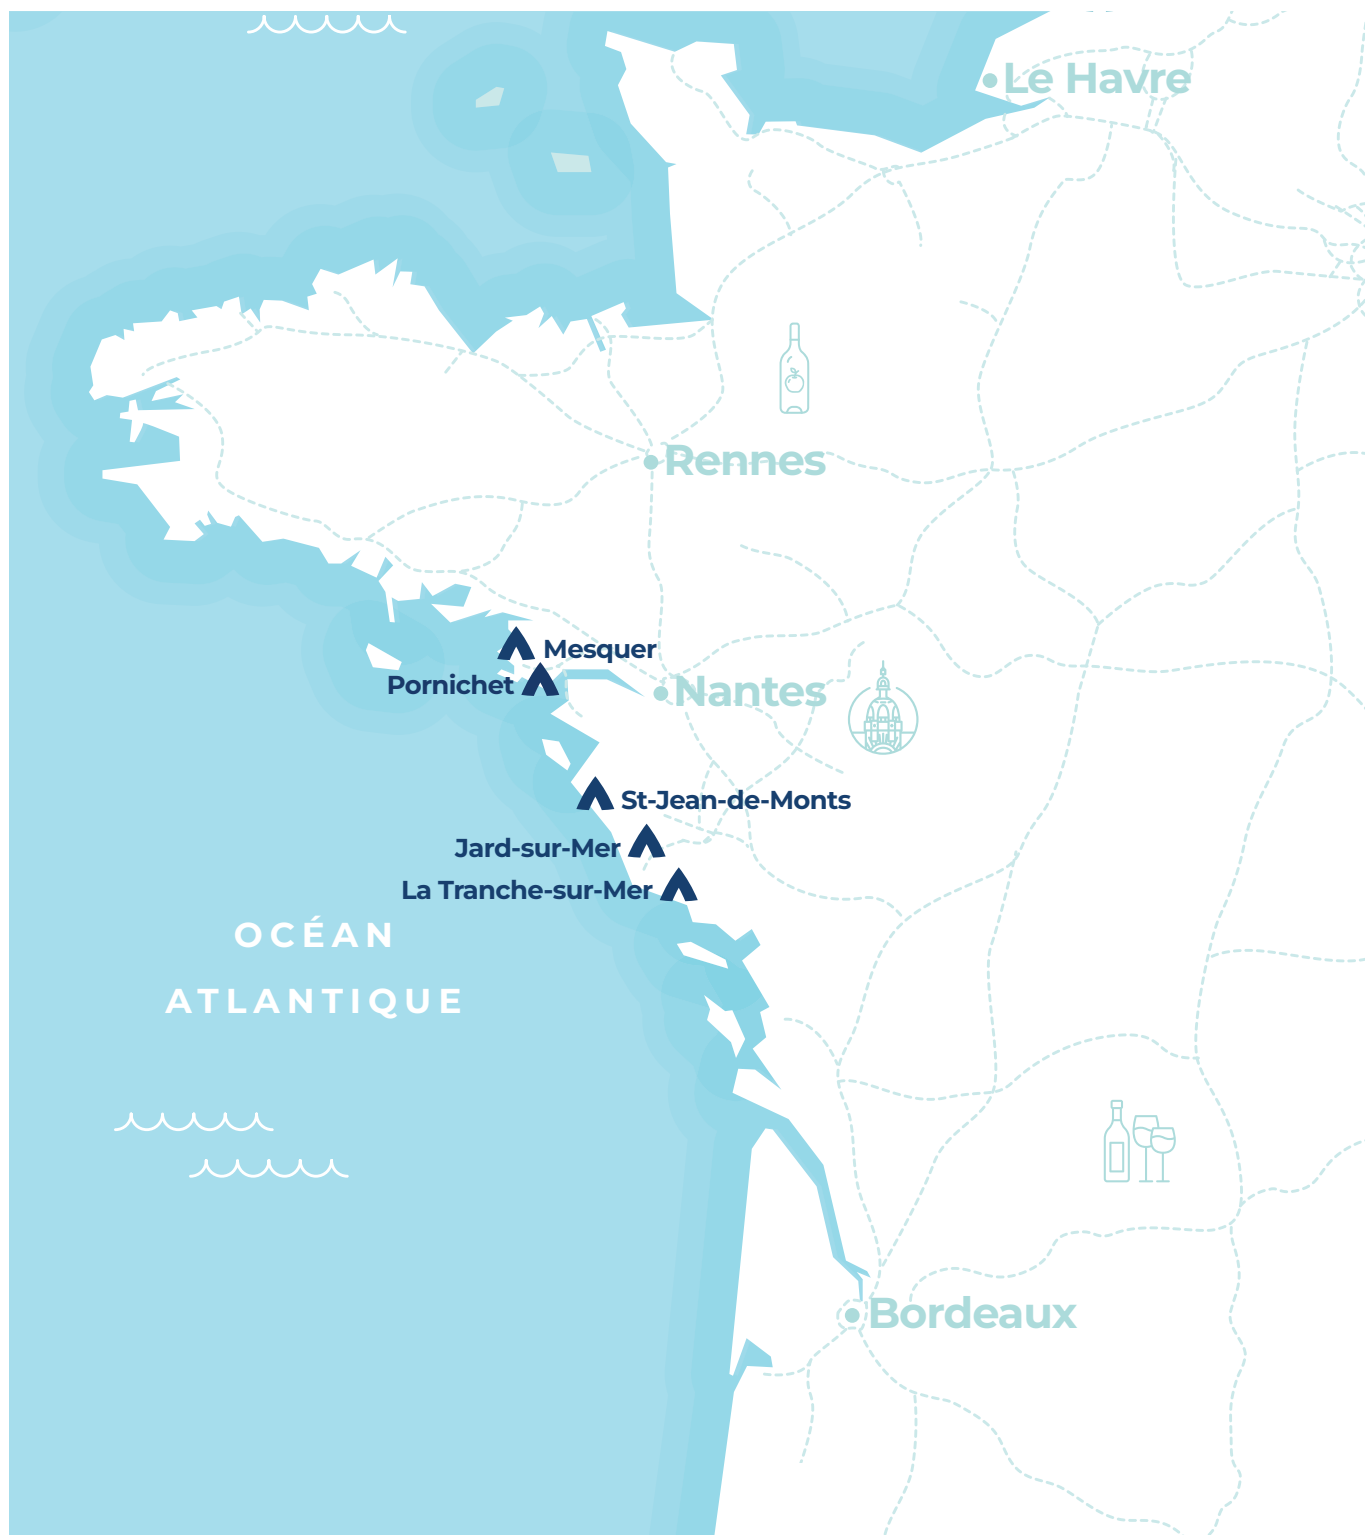 Le Havre
Rennes
Mesquer
Pornichet
Nantes
St-Jean-de-Monts
Jard-sur-Mer
La Tranche-sur-Mer
OCÉAN
ATLANTIQUE
Bordeaux